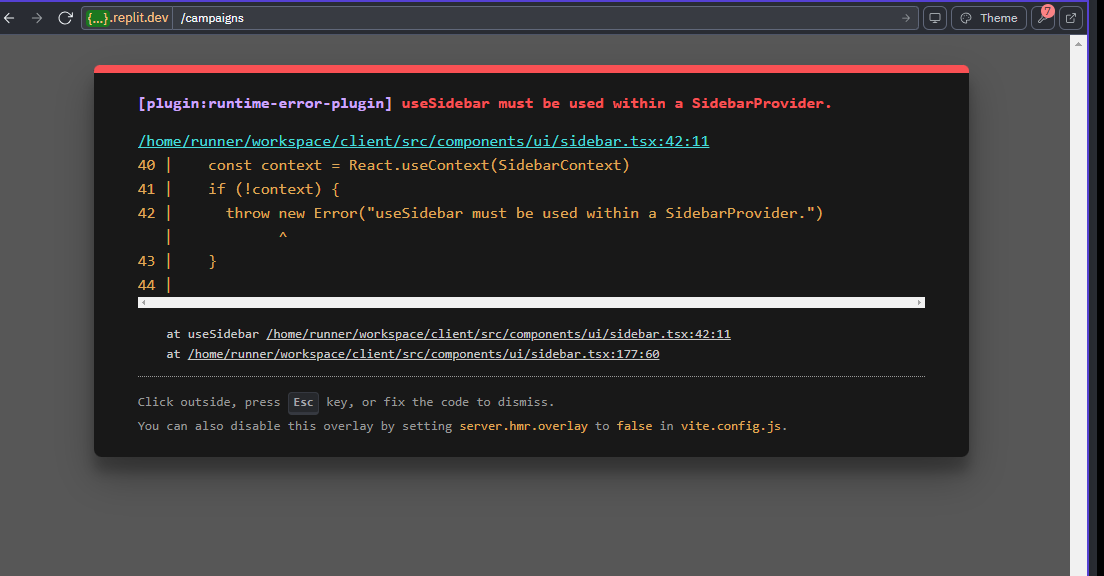 {...}.replit.dev /campaigns Theme 7
[plugin:runtime-error-plugin] useSidebar must be used within a SidebarProvider.
/home/runner/workspace/client/src/components/ui/sidebar.tsx:42:11
40 | const context = React.useContext(SidebarContext)
41 | if (!context) {
42 | throw new Error("useSidebar must be used within a SidebarProvider.")
| ^
43 | }
44 |
at useSidebar /home/runner/workspace/client/src/components/ui/sidebar.tsx:42:11
at /home/runner/workspace/client/src/components/ui/sidebar.tsx:177:60
Click outside, press Esc key, or fix the code to dismiss.
You can also disable this overlay by setting server.hmr.overlay to false in vite.config.js.